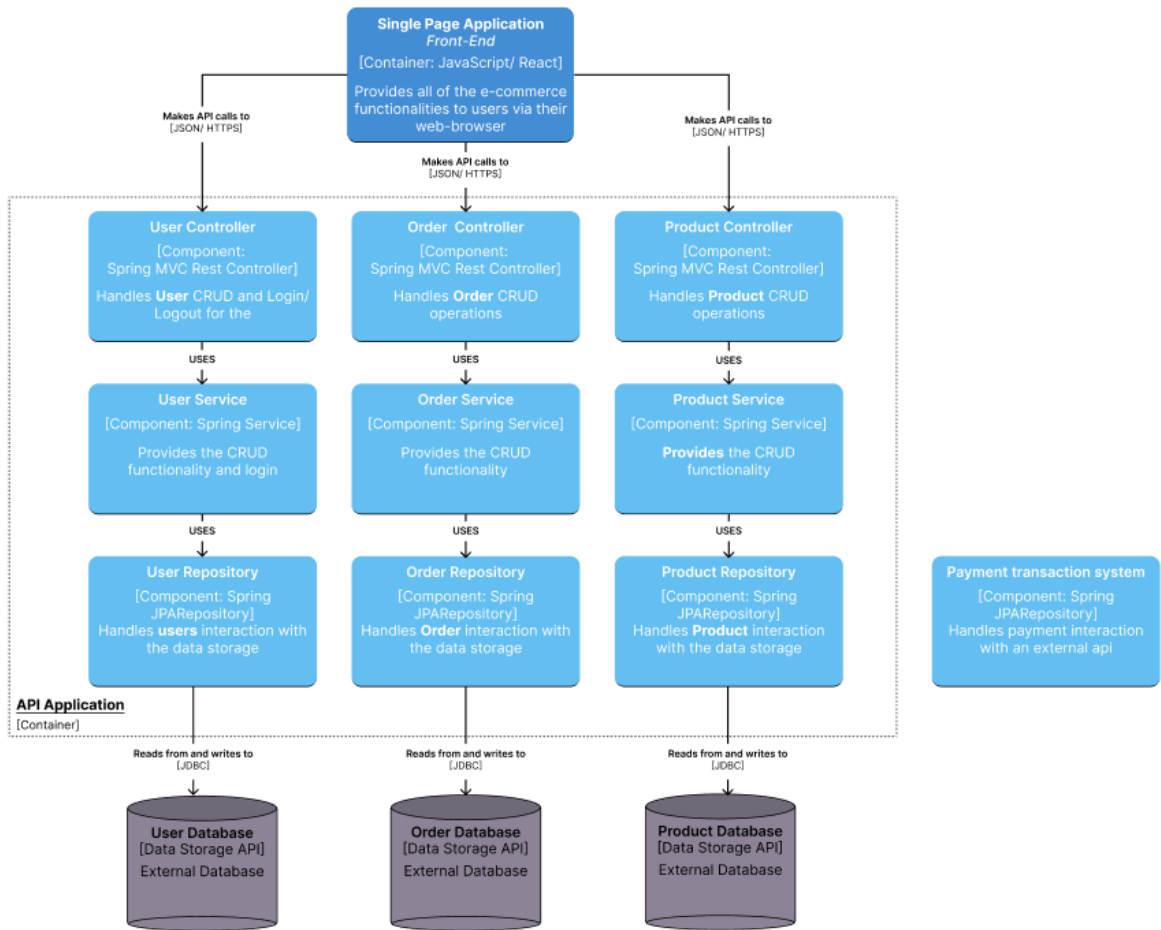 Single Page Application
Front-End
[Container: JavaScript/ React]
Provides all of the e-commerce
functionalities to users via their
web-browser
Makes API calls to
[JSON/ HTTPS]
Makes API calls to
[JSON/ HTTPS]
Makes API calls to
[JSON/ HTTPS]
User Controller
[Component:
Spring MVC Rest Controller]
Handles User CRUD and Login/
Logout for the
Order Controller
[Component:
Spring MVC Rest Controller]
Handles Order CRUD
operations
Product Controller
[Component:
Spring MVC Rest Controller]
Handles Product CRUD
operations
USES
USES
USES
User Service
[Component: Spring Service]
Provides the CRUD
functionality and login
Order Service
[Component: Spring Service]
Provides the CRUD
functionality
Product Service
[Component: Spring Service]
Provides the CRUD
functionality
USES
USES
USES
User Repository
[Component: Spring
JPARepository]
Handles users interaction with
the data storage
Order Repository
[Component: Spring
JPARepository]
Handles Order interaction with
the data storage
Product Repository
[Component: Spring
JPARepository]
Handles Product interaction
with the data storage
Payment transaction system
[Component: Spring
JPARepository]
Handles payment interaction
with an external api
API Application
[Container]
Reads from and writes to
[JDBC]
Reads from and writes to
[JDBC]
Reads from and writes to
[JDBC]
User Database
[Data Storage API]
External Database
Order Database
[Data Storage API]
External Database
Product Database
[Data Storage API]
External Database